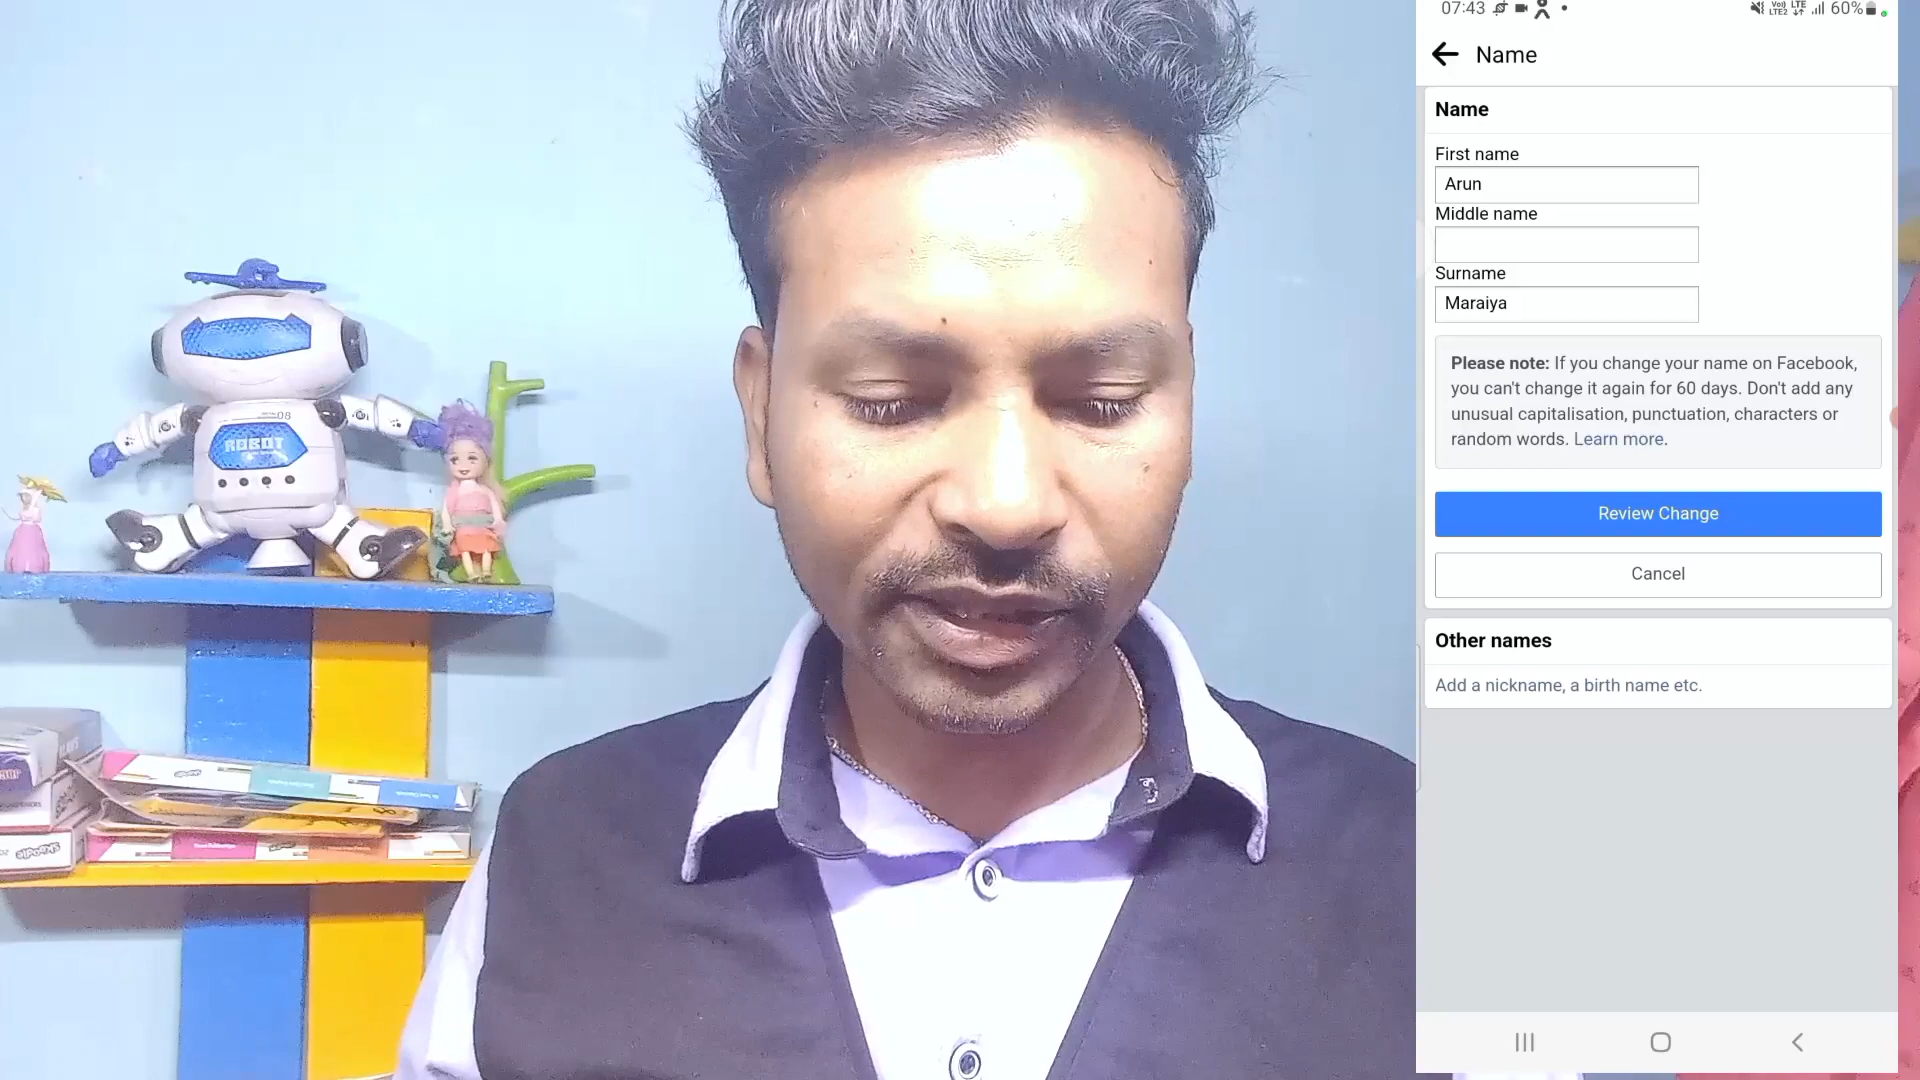 07:43
60%
Name
Name
First name
Arun
Middle name
Surname
Maraiya
Please note: If you change your name on Facebook,
you can't change it again for 60 days. Don't add any
unusual capitalisation, punctuation, characters or
random words. Learn more.
Review Change
Cancel
Other names
Add a nickname, a birth name etc.
08
ROBOT